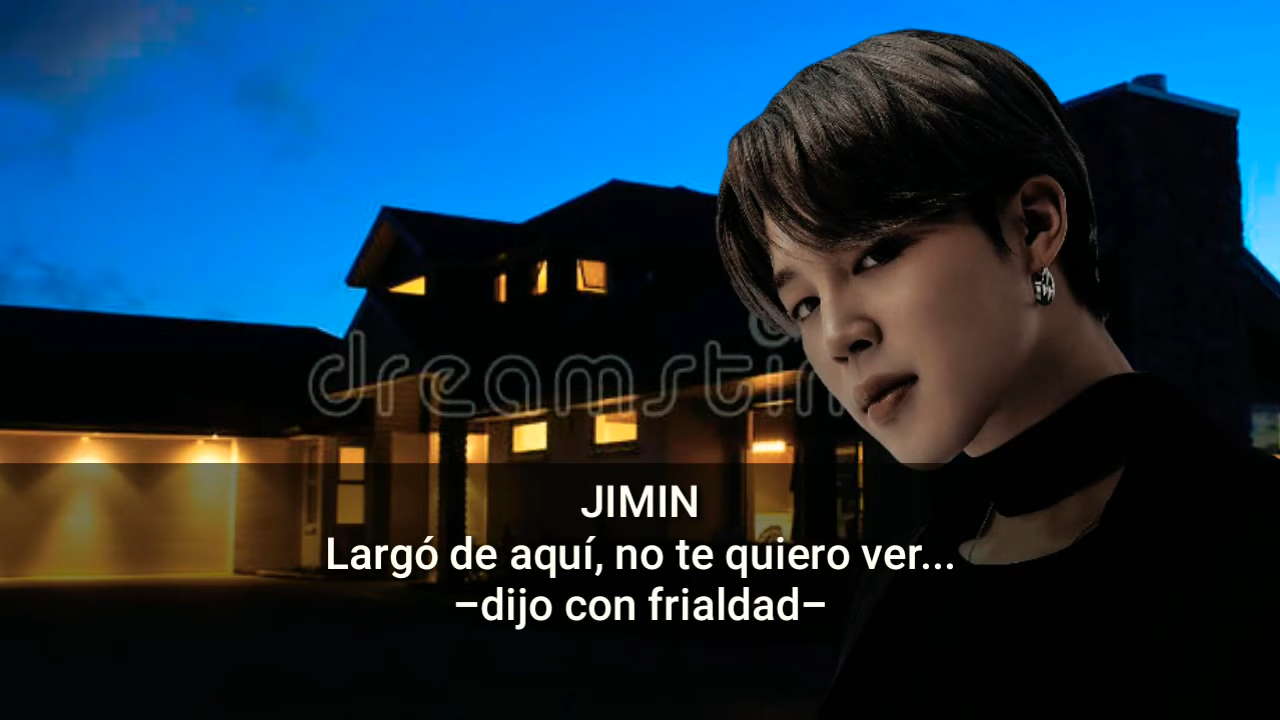 dreamstim
JIMIN
Largó de aquí, no te quiero ver...
–dijo con frialdad–